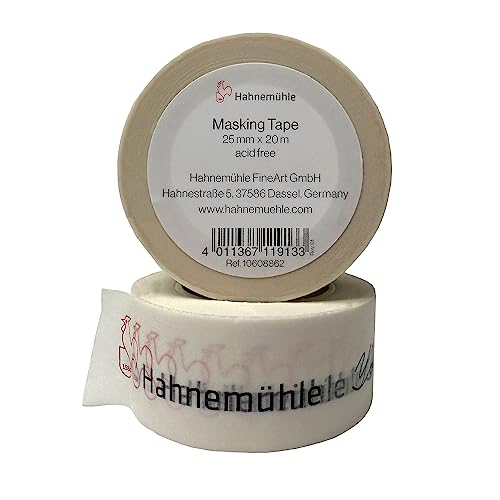 Hahnemühle
Masking Tape
25 mm x 20 m
acid free
Hahnemühle FineArt GmbH
Hahnestraße 5, 37586 Dassel, Germany
www.hahnemuehle.com
4 011367 119133
Ref. 10608862
Hahnemühle